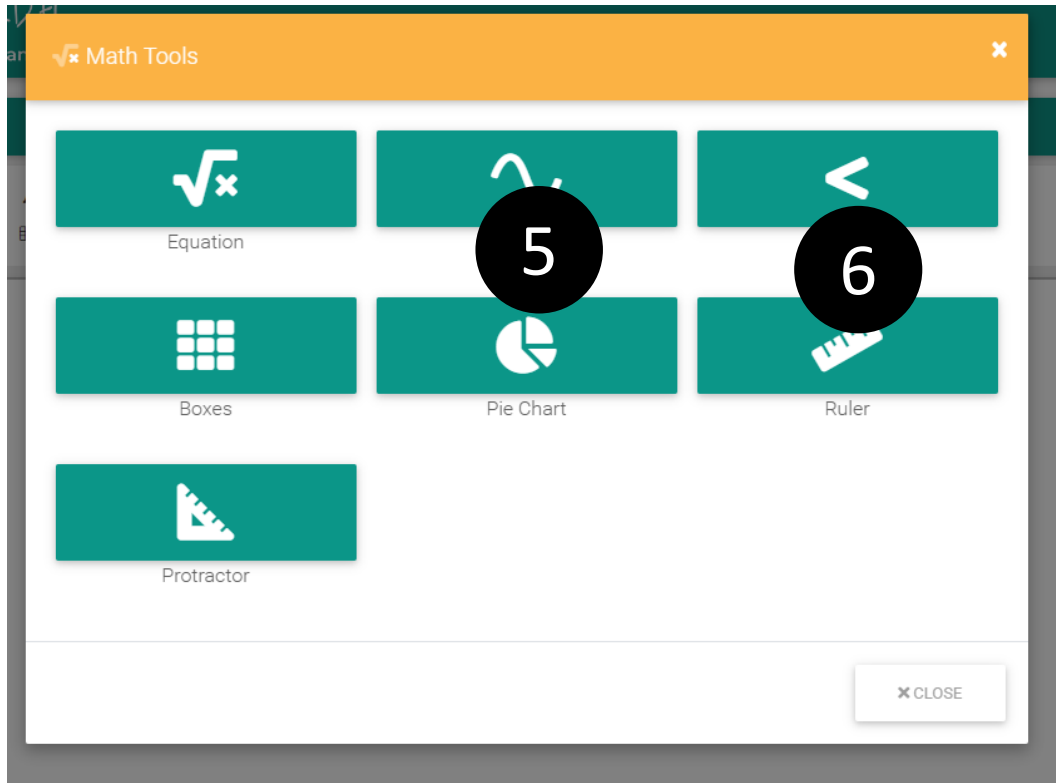 Math Tools
Equation
5
6
Boxes
Pie Chart
Ruler
Protractor
CLOSE